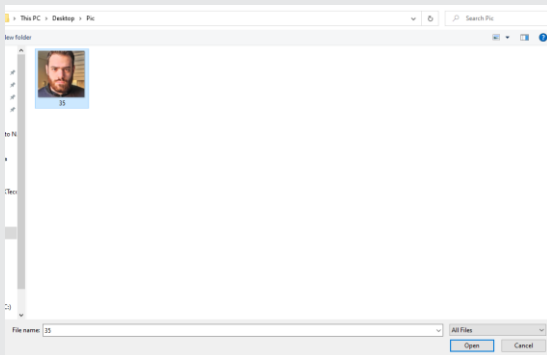 This PC > Desktop > Pic
Search Pic
New folder
35
File name: 35
All Files
Open
Cancel